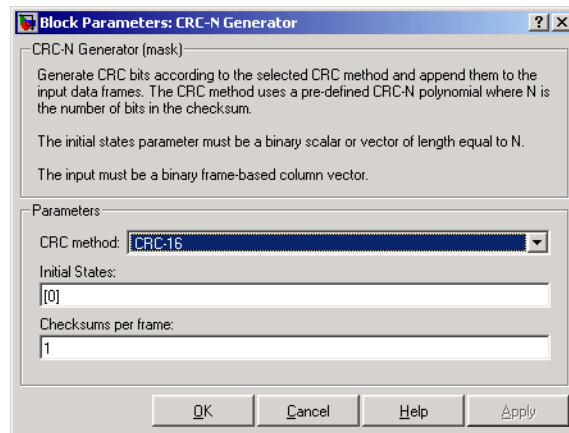 Block Parameters: CRC-N Generator
CRC-N Generator (mask)
Generate CRC bits according to the selected CRC method and append them to the
input data frames. The CRC method uses a pre-defined CRC-N polynomial where N is
the number of bits in the checksum.
The initial states parameter must be a binary scalar or vector of length equal to N.
The input must be a binary frame-based column vector.
Parameters
CRC method: CRC-16
Initial States:
[0]
Checksums per frame:
1
OK Cancel Help Apply